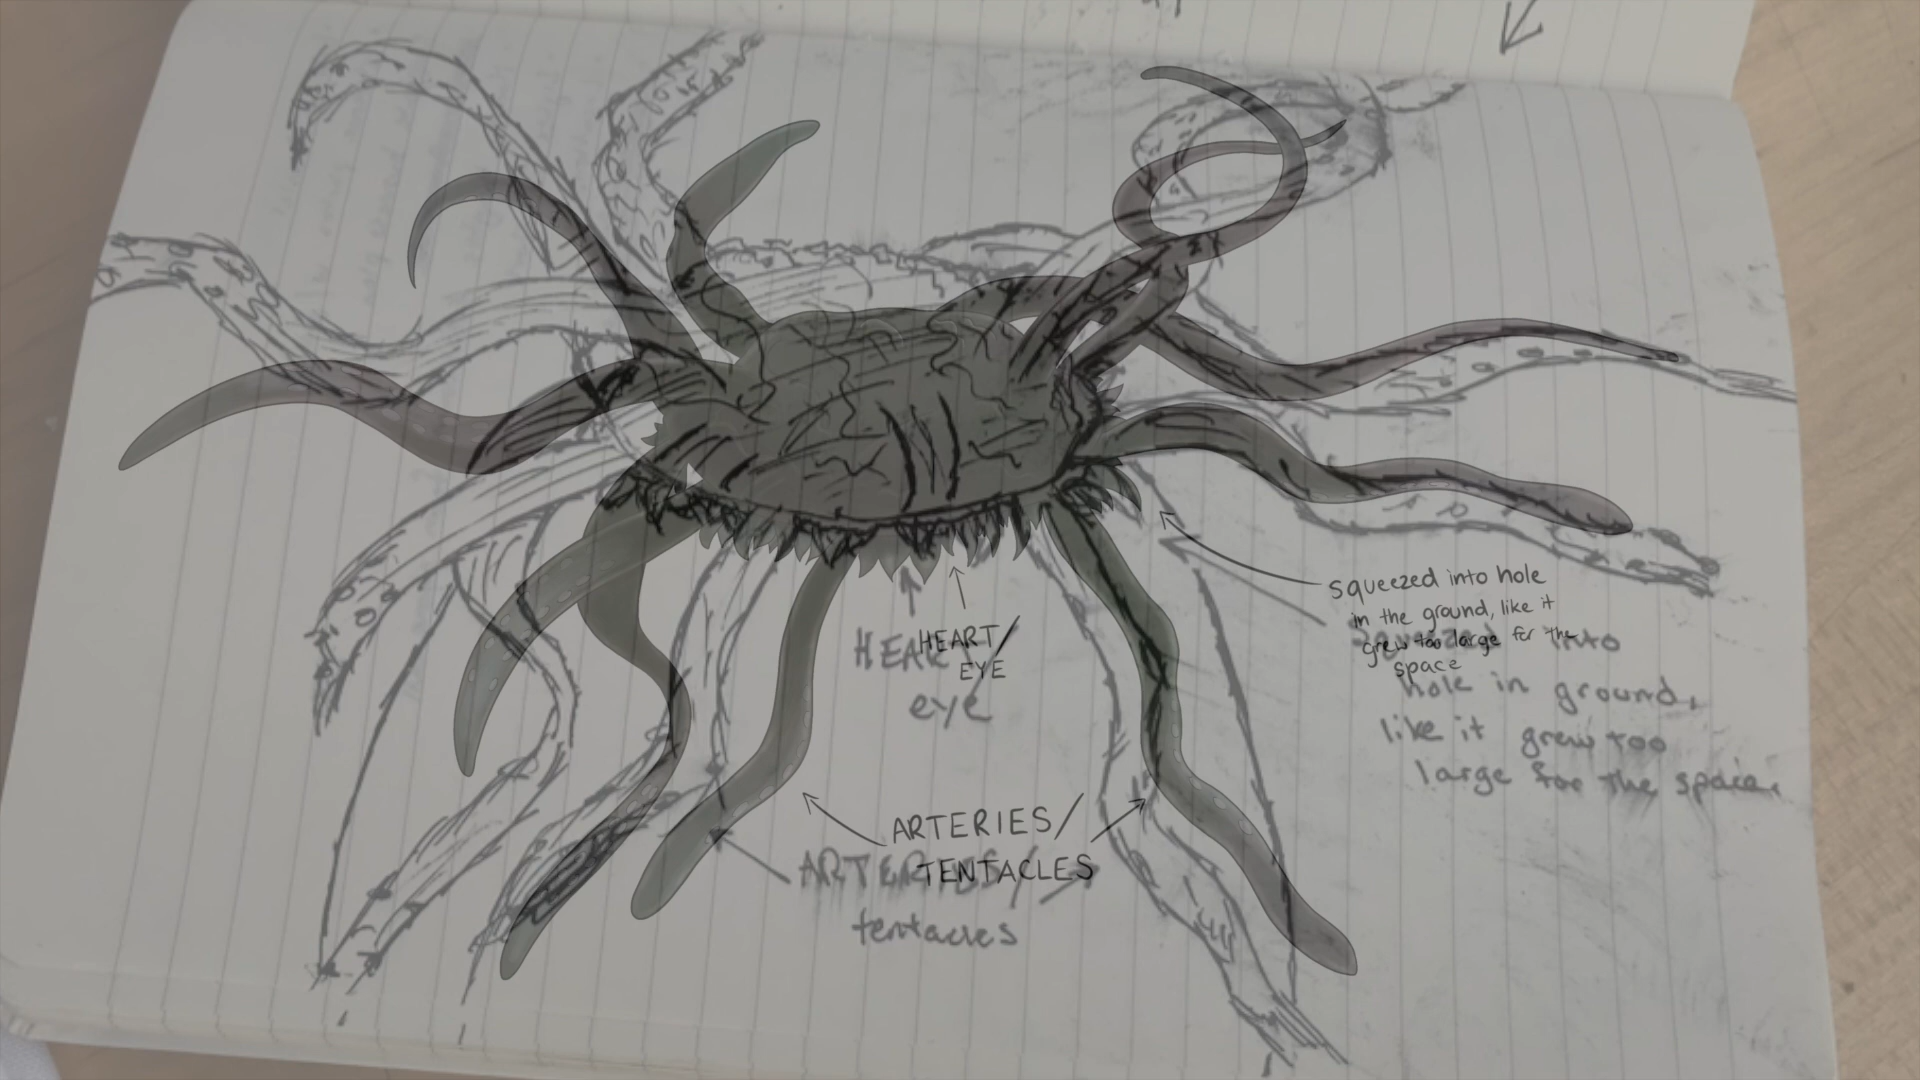 squeezed into hole
in the ground, like it
grew too large for the
space
HEART/
EYE
HEART/
eye
squeezed into
hole in ground,
like it grew too
large for the space.
ARTERIES/
TENTACLES
ARTERIES/
tentacles